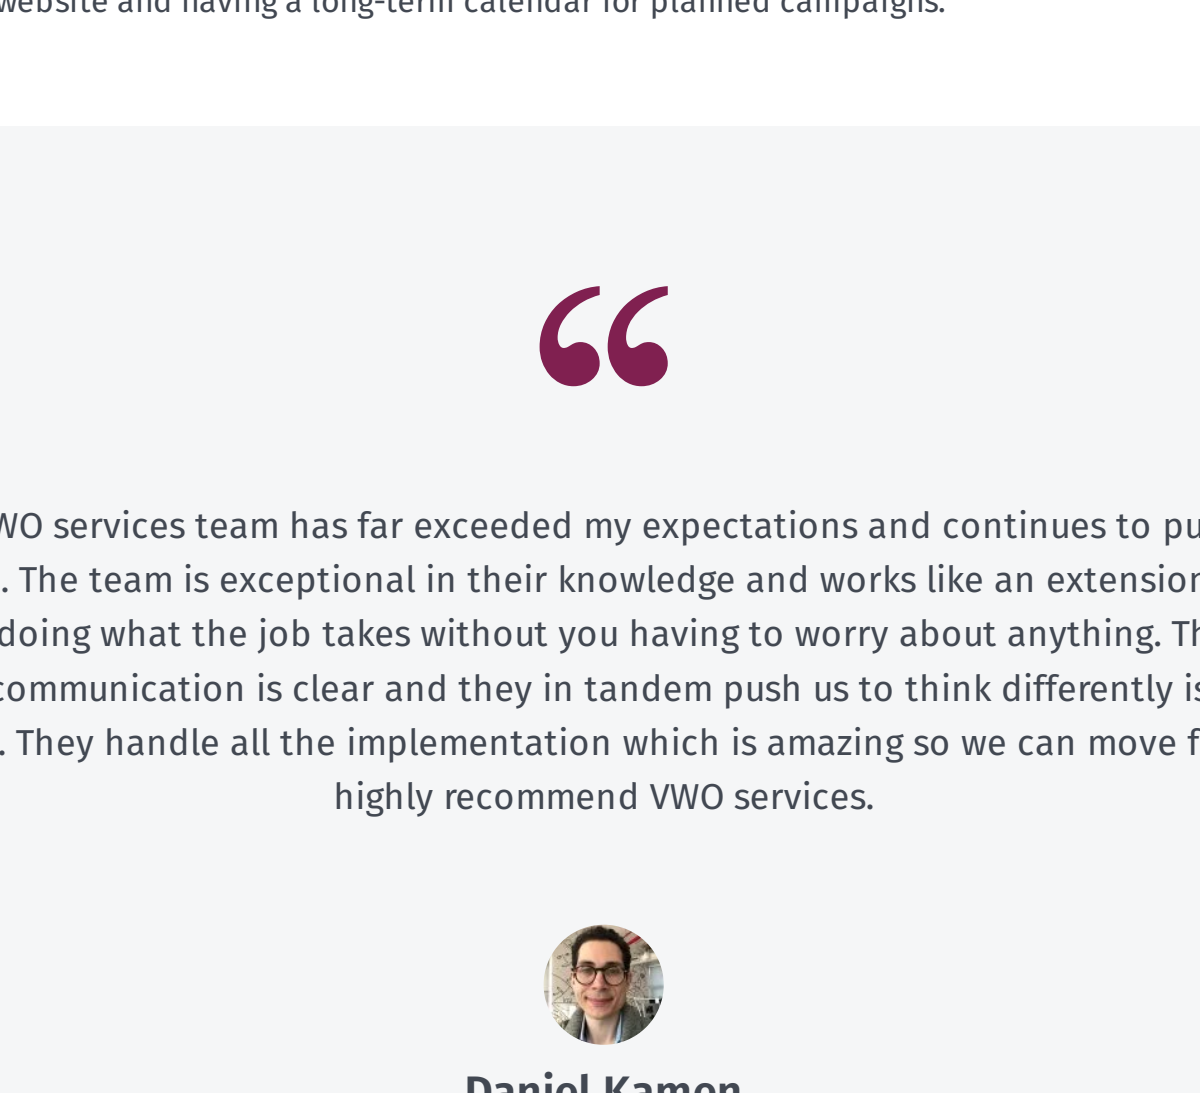 website and having a long-term calendar for planned campaigns.
“
WO services team has far exceeded my expectations and continues to pu
. The team is exceptional in their knowledge and works like an extension
doing what the job takes without you having to worry about anything. Th
communication is clear and they in tandem push us to think differently is
. They handle all the implementation which is amazing so we can move f
highly recommend VWO services.
Daniel Kamen